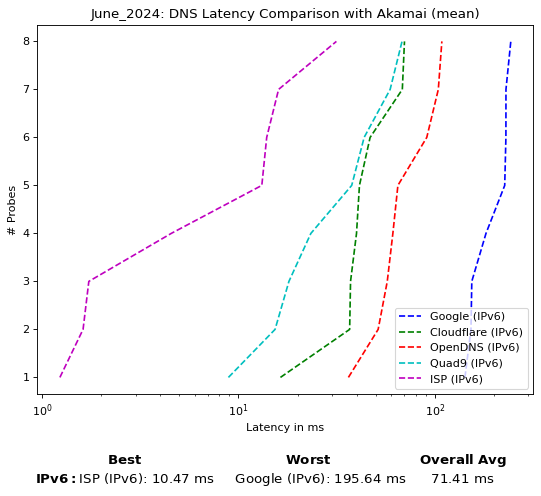 June_2024: DNS Latency Comparison with Akamai (mean)
# Probes
8
7
6
5
4
3
2
1
Google (IPv6)
Cloudflare (IPv6)
OpenDNS (IPv6)
Quad9 (IPv6)
ISP (IPv6)
10⁰ 10¹ 10²
Latency in ms
Best Worst Overall Avg
IPv6: ISP (IPv6): 10.47 ms Google (IPv6): 195.64 ms 71.41 ms